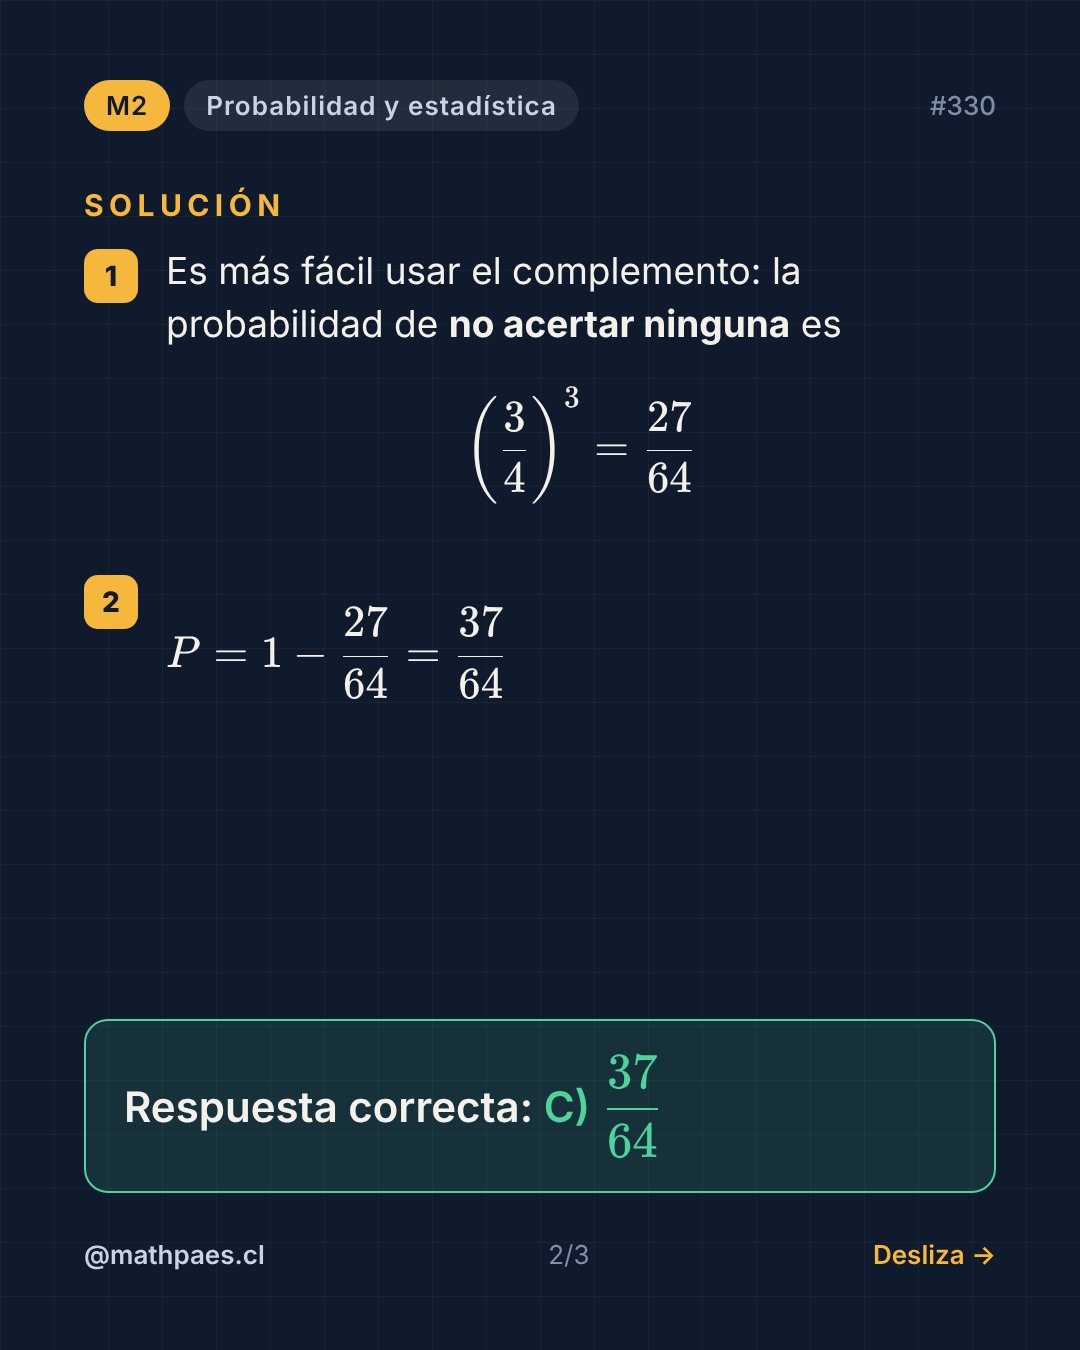 M2 Probabilidad y estadística #330
SOLUCIÓN
1 Es más fácil usar el complemento: la
probabilidad de no acertar ninguna es
(3/4)^3 = 27/64
2
P = 1 − 27/64 = 37/64
Respuesta correcta: C) 37/64
@mathpaes.cl 2/3 Desliza →